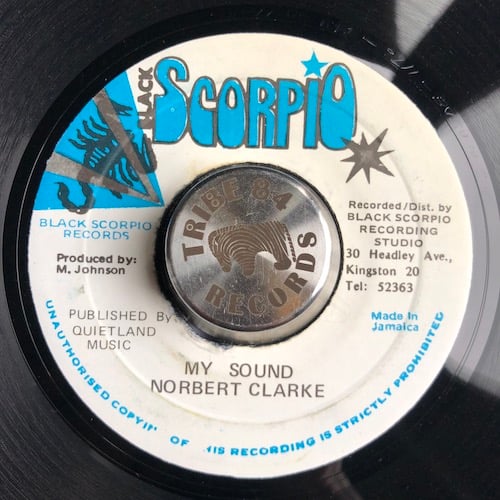 BLACK
SCORPIO
BLACK SCORPIO
RECORDS
Produced by:
M. Johnson
PUBLISHED By
QUIETLAND
MUSIC
TRIBE 84
RECORDS
Recorded/Dist. by
BLACK SCORPIO
RECORDING
STUDIO
30 Headley Ave.,
Kingston 20
Tel: 52363
Made in
Jamaica
MY SOUND
NORBERT CLARKE
UNAUTHORISED COPYI OF HIS RECORDING IS STRICTLY PROHIBITED